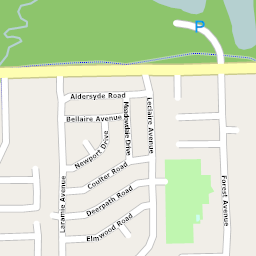 P
Aldersyde Road
Bellaire Avenue
Meadowdale Drive
Leclaire Avenue
Newport Drive
Coulter Road
Laramie Avenue
Deerpath Road
Forest Avenue
Elmwood Road